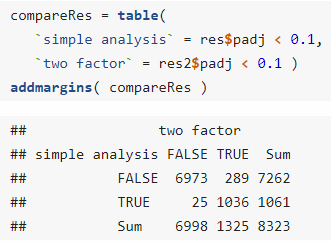 compareRes = table(
`simple analysis` = res$padj < 0.1,
`two factor` = res2$padj < 0.1 )
addmargins( compareRes )
## two factor
## simple analysis FALSE TRUE Sum
## FALSE 6973 289 7262
## TRUE 25 1036 1061
## Sum 6998 1325 8323